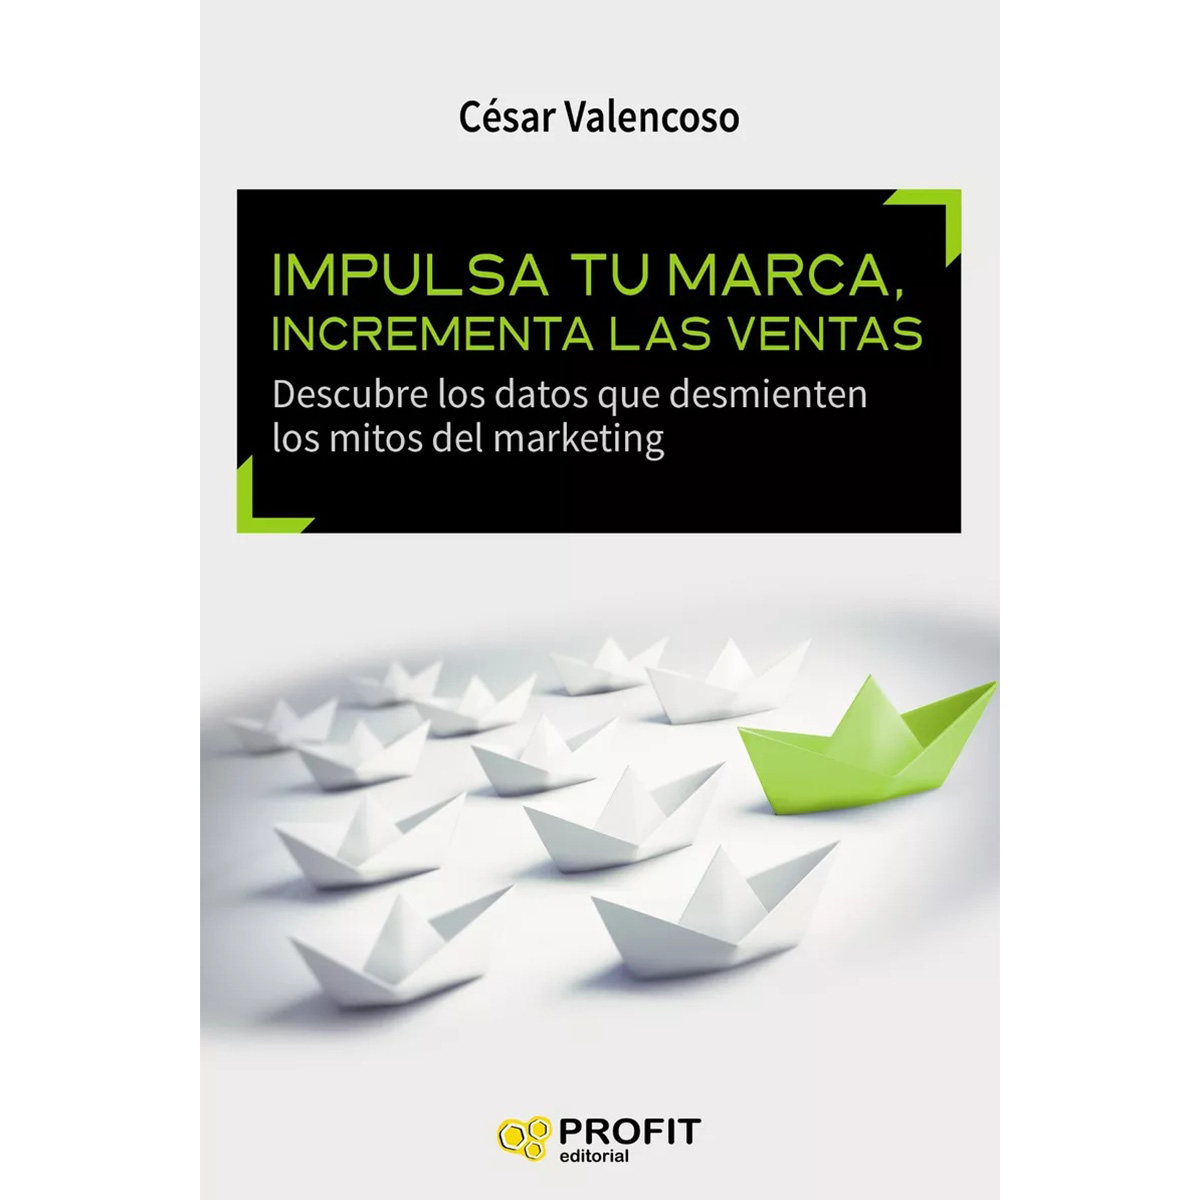 César Valencoso
IMPULSA TU MARCA,
INCREMENTA LAS VENTAS
Descubre los datos que desmienten
los mitos del marketing
PROFIT
editorial